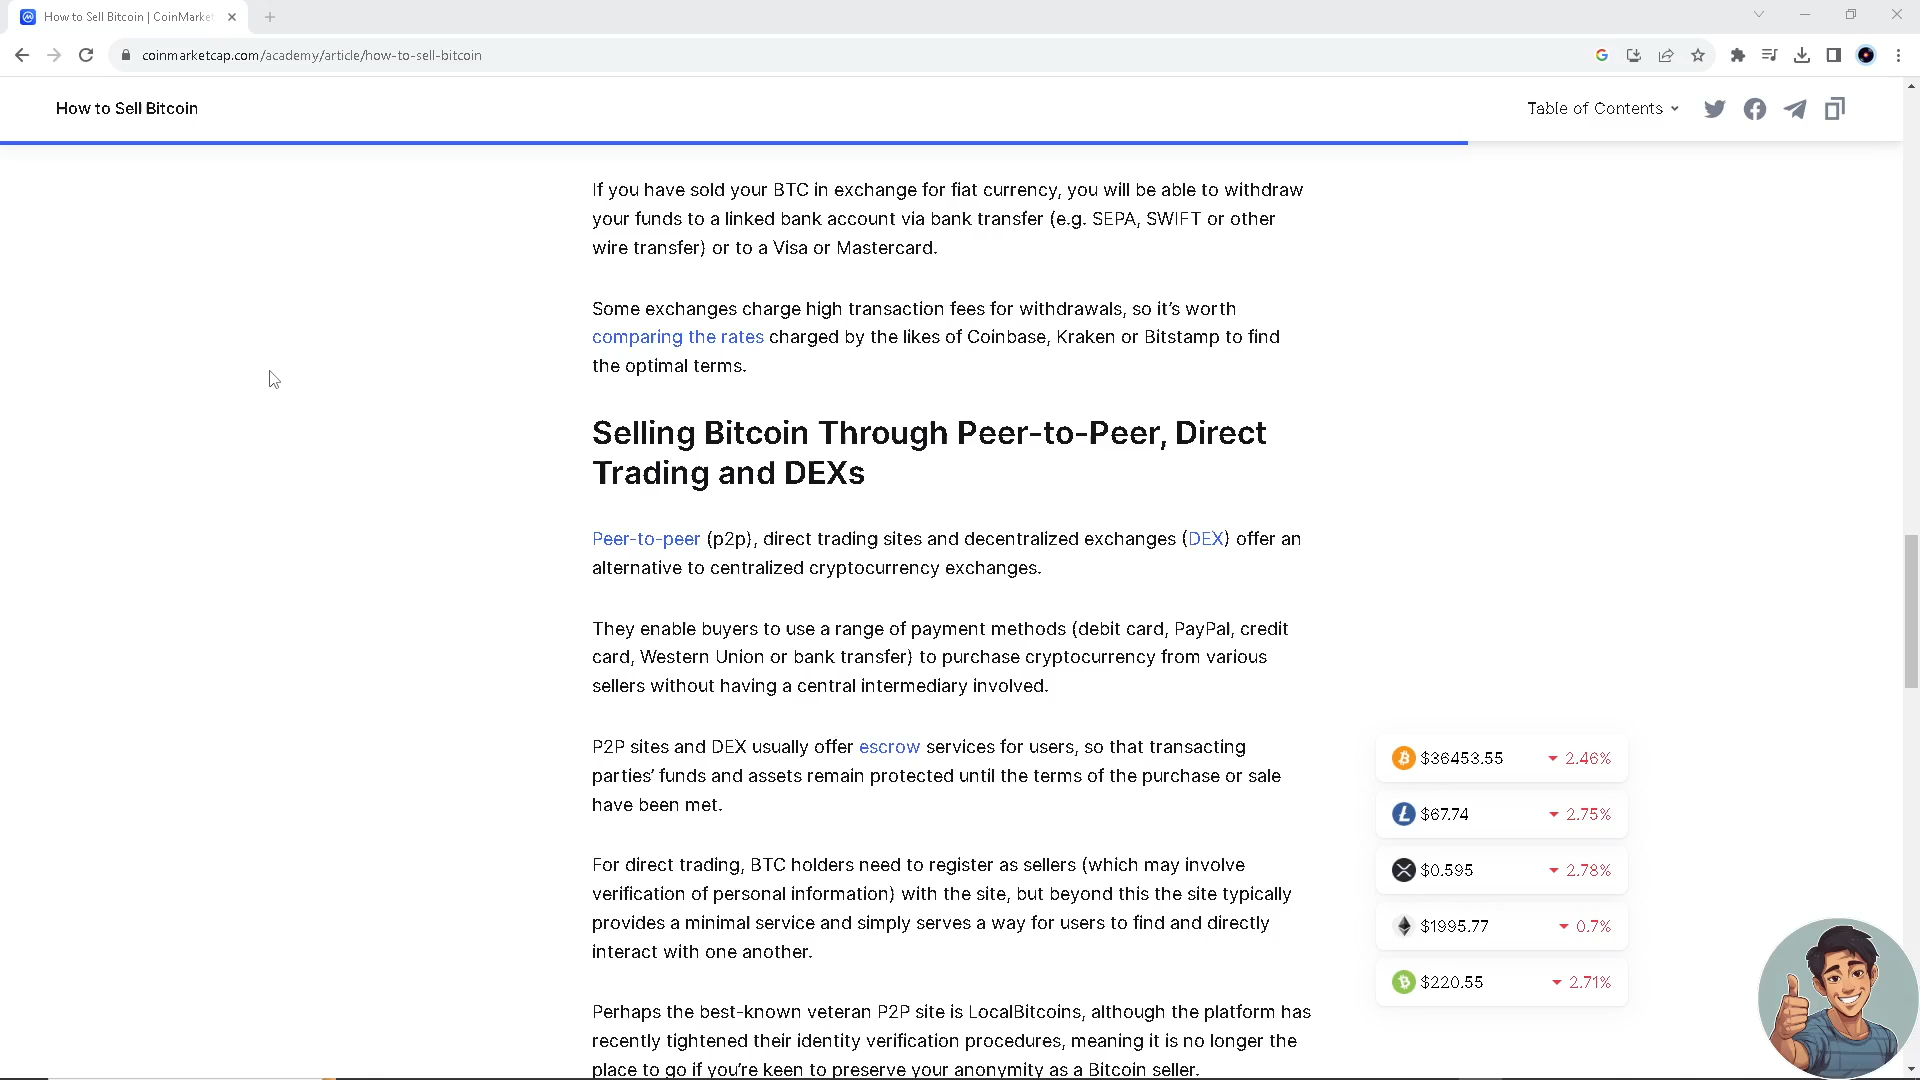 How to Sell Bitcoin | CoinMarket
coinmarketcap.com/academy/article/how-to-sell-bitcoin
How to Sell Bitcoin
Table of Contents
If you have sold your BTC in exchange for fiat currency, you will be able to withdraw
your funds to a linked bank account via bank transfer (e.g. SEPA, SWIFT or other
wire transfer) or to a Visa or Mastercard.
Some exchanges charge high transaction fees for withdrawals, so it’s worth
comparing the rates charged by the likes of Coinbase, Kraken or Bitstamp to find
the optimal terms.
Selling Bitcoin Through Peer-to-Peer, Direct
Trading and DEXs
Peer-to-peer (p2p), direct trading sites and decentralized exchanges (DEX) offer an
alternative to centralized cryptocurrency exchanges.
They enable buyers to use a range of payment methods (debit card, PayPal, credit
card, Western Union or bank transfer) to purchase cryptocurrency from various
sellers without having a central intermediary involved.
P2P sites and DEX usually offer escrow services for users, so that transacting
parties’ funds and assets remain protected until the terms of the purchase or sale
have been met.
For direct trading, BTC holders need to register as sellers (which may involve
verification of personal information) with the site, but beyond this the site typically
provides a minimal service and simply serves a way for users to find and directly
interact with one another.
Perhaps the best-known veteran P2P site is LocalBitcoins, although the platform has
recently tightened their identity verification procedures, meaning it is no longer the
place to go if you’re keen to preserve your anonymity as a Bitcoin seller.
$36453.55 2.46%
$67.74 2.75%
$0.595 2.78%
$1995.77 0.7%
$220.55 2.71%